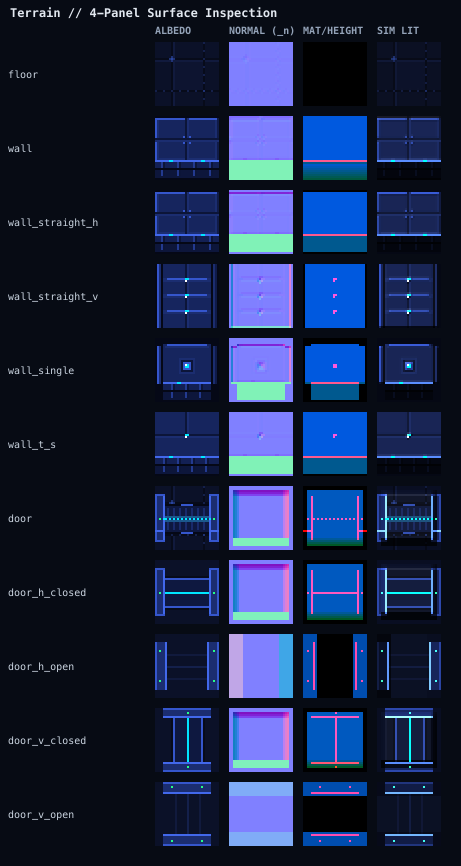 Terrain // 4-Panel Surface Inspection
ALBEDO NORMAL (_n) MAT/HEIGHT SIM LIT
floor
wall
wall_straight_h
wall_straight_v
wall_single
wall_t_s
door
door_h_closed
door_h_open
door_v_closed
door_v_open